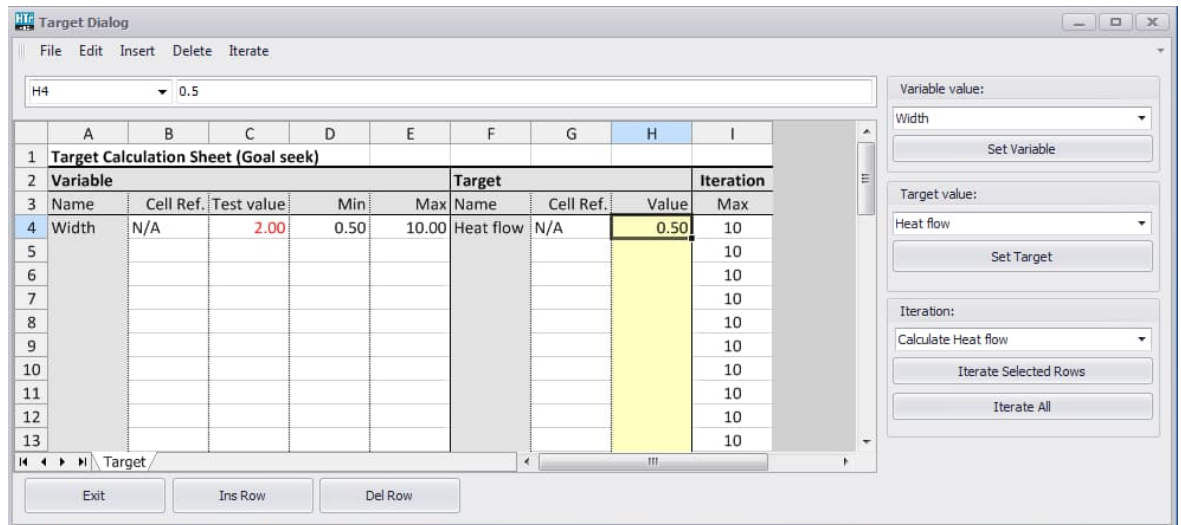 HTr Target Dialog
File Edit Insert Delete Iterate
H4 0.5
A B C D E F G H I
1 Target Calculation Sheet (Goal seek)
2 Variable Target Iteration
3 Name Cell Ref. Test value Min Max Name Cell Ref. Value Max
4 Width N/A 2.00 0.50 10.00 Heat flow N/A 0.50 10
5 10
6 10
7 10
8 10
9 10
10 10
11 10
12 10
13 10
Target
Exit Ins Row Del Row
Variable value:
Width
Set Variable
Target value:
Heat flow
Set Target
Iteration:
Calculate Heat flow
Iterate Selected Rows
Iterate All